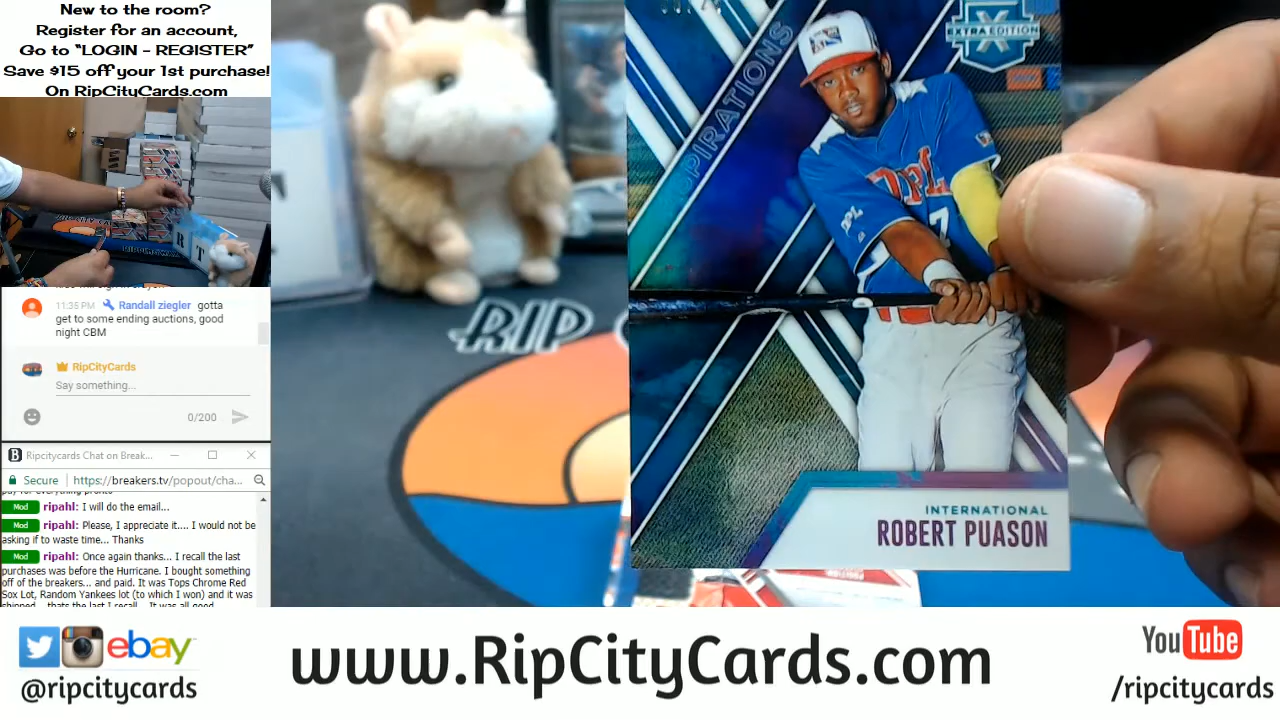 New to the room?
Register for an account,
Go to “LOGIN - REGISTER”
Save $15 off your 1st purchase!
On RipCityCards.com
11:35 PM Randall ziegler gotta
get to some ending auctions, good
night CBM
RipCityCards
Say something...
0/200
Ripcitycards Chat on Break...
Secure https://breakers.tv/popout/cha...
Mod ripahl: I will do the email...
Mod ripahl: Please, I appreciate it.... I would not be
asking if to waste time... Thanks
Mod ripahl: Once again thanks... I recall the last
purchases was before the Hurricane. I bought something
off of the breakers... and paid. It was Tops Chrome Red
Sox Lot, Random Yankees lot (to which I won) and it was
RIP
EXTRA EDITION
X
DPL
DPL
7
INTERNATIONAL
ROBERT PUASON
ebay
@ripcitycards
www.RipCityCards.com
YouTube
/ripcitycards